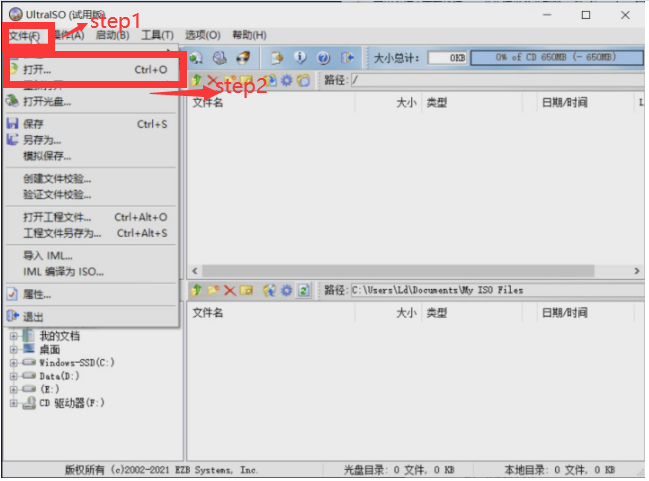 UltraISO (试用版)
step1
文件(F) 操作(A) 启动(B) 工具(T) 选项(O) 帮助(H)
大小总计: 0KB 0% of CD 650MB (- 650MB)
打开... Ctrl+O
step2
路径: /
打开光盘...
文件名 大小 类型 日期/时间 L
保存 Ctrl+S
另存为...
模拟保存...
创建文件校验...
验证文件校验...
打开工程文件... Ctrl+Alt+O
工程文件另存为... Ctrl+Alt+S
导入 IML...
IML 编译为 ISO...
属性...
路径: C:\Users\Ld\Documents\My ISO Files
退出
文件名 大小 类型 日期/时间
我的文档
桌面
Windows-SSD(C:)
Data(D:)
(E:)
CD 驱动器(F:)
版权所有 (c)2002-2021 EZB Systems, Inc. 光盘目录: 0 文件, 0 KB 本地目录: 0 文件, 0 KB